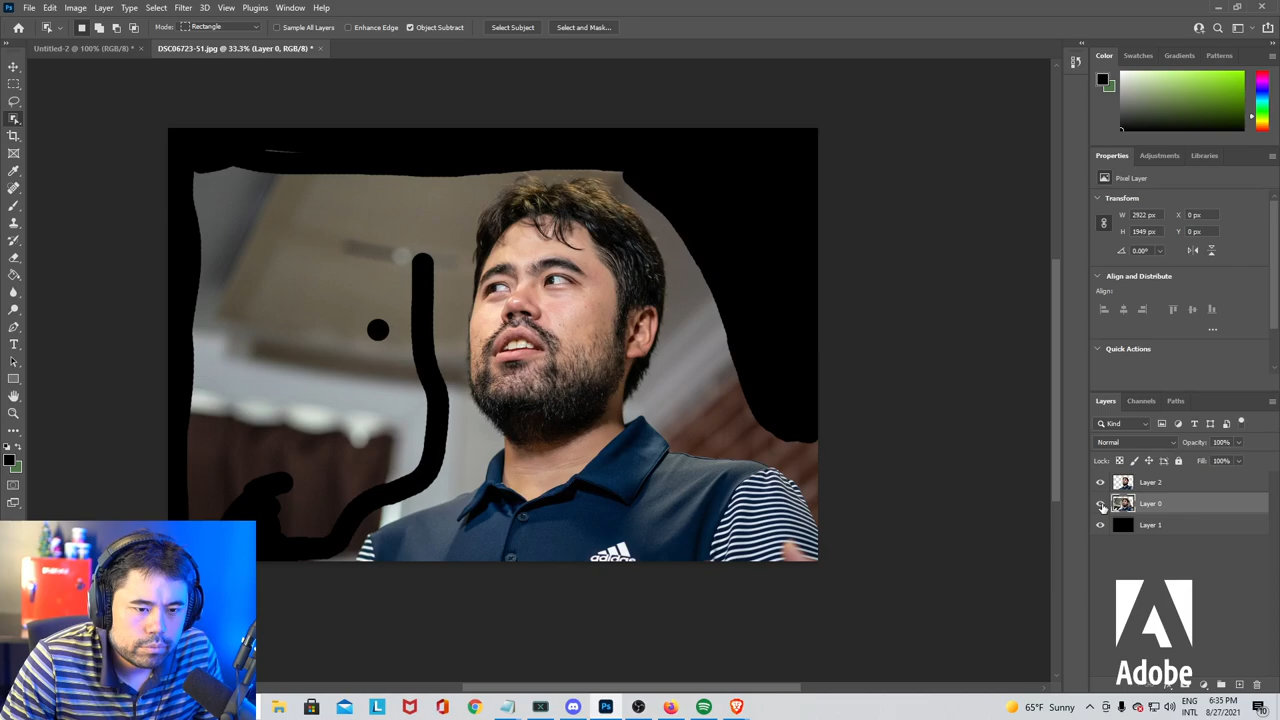 Ps File Edit Image Layer Type Select Filter 3D View Plugins Window Help
Mode: Rectangle Sample All Layers Enhance Edge Object Subtract Select Subject Select and Mask...
Untitled-2 @ 100% (RGB/8) * × DSC06723-51.jpg @ 33.3% (Layer 0, RGB/8) * ×
Color Swatches Gradients Patterns
Properties Adjustments Libraries
Pixel Layer
Transform
W 2922 px X 0 px
H 1949 px Y 0 px
0.00°
Align and Distribute
Align:
...
Quick Actions
Layers Channels Paths
Kind
Normal Opacity: 100%
Lock: Fill: 100%
Layer 2
Layer 0
Layer 1
adidas
Adobe
65°F Sunny ENG INTL 6:35 PM 8/27/2021